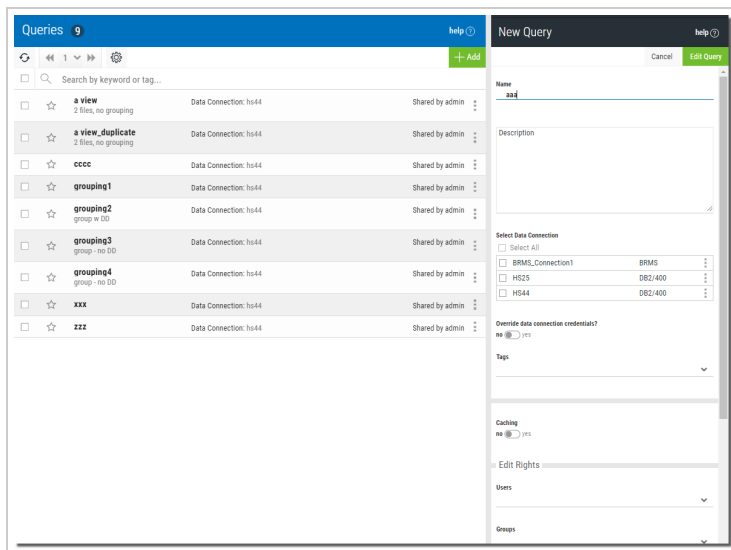 Queries 9 help
1
Add
Search by keyword or tag...
a view Data Connection: hs44 Shared by admin
2 files, no grouping
a view_duplicate Data Connection: hs44 Shared by admin
2 files, no grouping
cccc Data Connection: hs44 Shared by admin
grouping1 Data Connection: hs44 Shared by admin
grouping2 Data Connection: hs44 Shared by admin
group w DD
grouping3 Data Connection: hs44 Shared by admin
group - no DD
grouping4 Data Connection: hs44 Shared by admin
group - no DD
xxx Data Connection: hs44 Shared by admin
zzz Data Connection: hs44 Shared by admin
New Query help
Cancel Edit Query
Name
aaa
Description
Select Data Connection
Select All
BRMS_Connection1 BRMS
HS25 DB2/400
HS44 DB2/400
Override data connection credentials?
no yes
Tags
Caching
no yes
Edit Rights
Users
Groups